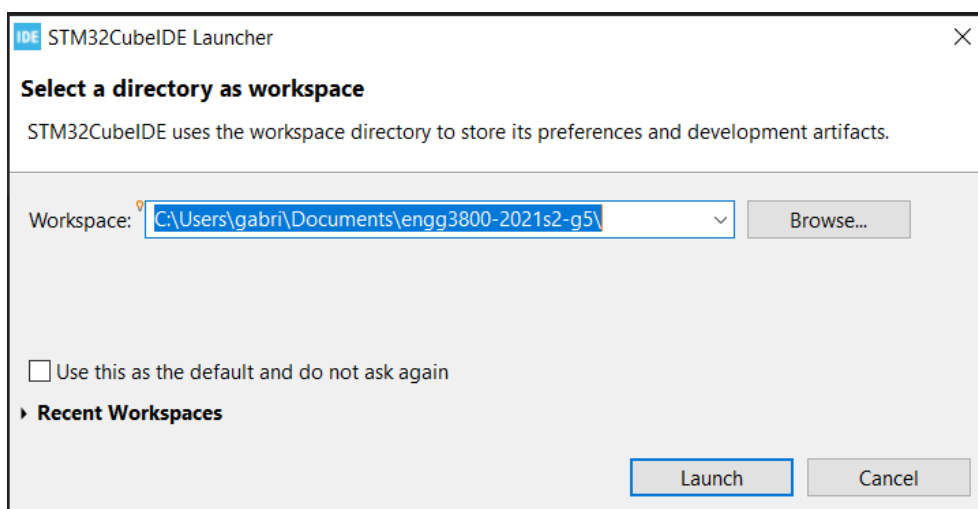 IDE STM32CubeIDE Launcher
Select a directory as workspace
STM32CubeIDE uses the workspace directory to store its preferences and development artifacts.
Workspace: C:\Users\gabri\Documents\engg3800-2021s2-g5\ Browse...
Use this as the default and do not ask again
Recent Workspaces
Launch Cancel